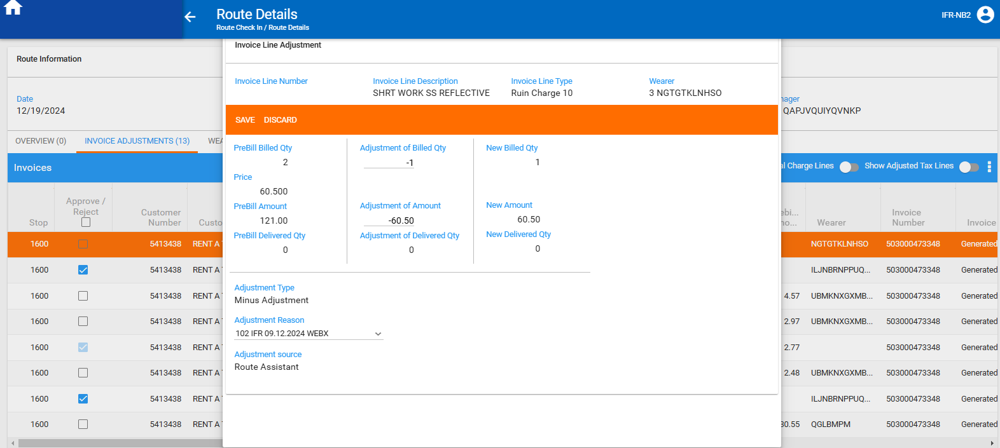 Route Details
Route Check In / Route Details
IFR-NB2
Route Information
Date
12/19/2024
QAPJVQUIYQVNKP
OVERVIEW (0) INVOICE ADJUSTMENTS (13)
Invoices
Charge Lines Show Adjusted Tax Lines
Stop Approve / Reject Customer Number Wearer Invoice Number Invoice
1600 5413438 RENT A NGTGTKLNHSO 503000473348 Generated
1600 5413438 RENT A ILJNBRNPPUQ... 503000473348 Generated
1600 5413438 RENT A 4.57 UBMKNXGXMB... 503000473348 Generated
1600 5413438 RENT A 2.97 UBMKNXGXMB... 503000473348 Generated
1600 5413438 RENT A 2.77 503000473348 Generated
1600 5413438 RENT A 2.48 UBMKNXGXMB... 503000473348 Generated
1600 5413438 RENT A ILJNBRNPPUQ... 503000473348 Generated
1600 5413438 RENT A 30.55 QGLBMPM 503000473348 Generated
Invoice Line Adjustment
Invoice Line Number Invoice Line Description Invoice Line Type Wearer
SHRT WORK SS REFLECTIVE Ruin Charge 10 3 NGTGTKLNHSO
SAVE DISCARD
PreBill Billed Qty Adjustment of Billed Qty New Billed Qty
2 -1 1
Price
60.500
PreBill Amount Adjustment of Amount New Amount
121.00 -60.50 60.50
PreBill Delivered Qty Adjustment of Delivered Qty New Delivered Qty
0 0 0
Adjustment Type
Minus Adjustment
Adjustment Reason
102 IFR 09.12.2024 WEBX
Adjustment source
Route Assistant